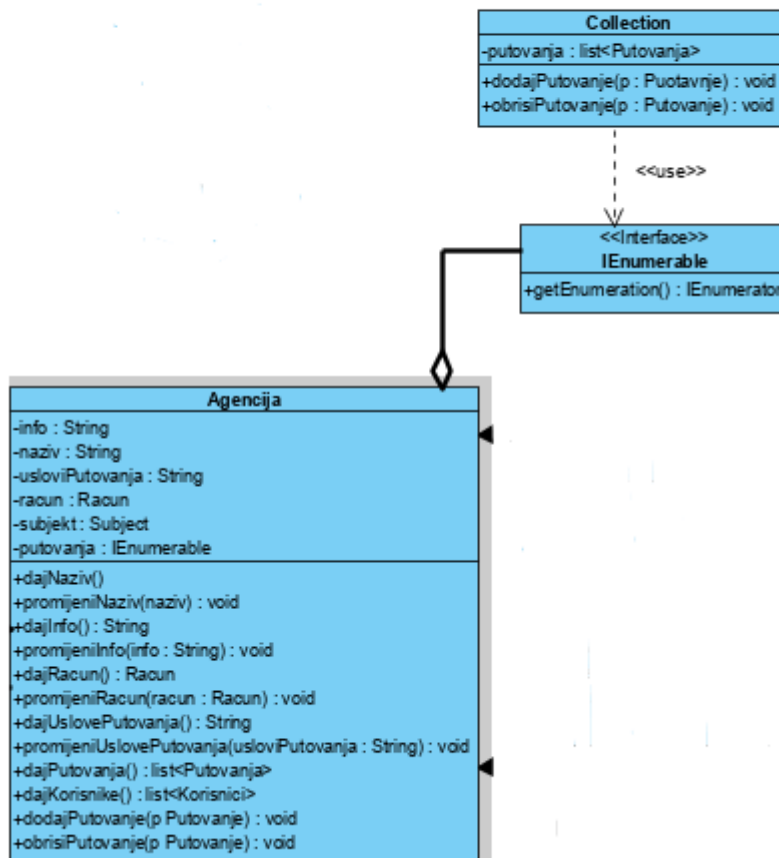 Collection
-putovanja : list<Putovanja>
+dodajPutovanje(p : Puotavnje) : void
+obrisiPutovanje(p : Putovanje) : void
<<use>>
<<Interface>>
IEnumerable
+getEnumeration() : IEnumerator
Agencija
-info : String
-naziv : String
-usloviPutovanja : String
-racun : Racun
-subjekt : Subject
-putovanja : IEnumerable
+dajNaziv()
+promijeniNaziv(naziv) : void
+dajInfo() : String
+promijeniInfo(info : String) : void
+dajRacun() : Racun
+promijeniRacun(racun : Racun) : void
+dajUslovePutovanja() : String
+promijeniUslovePutovanja(usloviPutovanja : String) : void
+dajPutovanja() : list<Putovanja>
+dajKorisnike() : list<Korisnici>
+dodajPutovanje(p Putovanje) : void
+obrisiPutovanje(p Putovanje) : void